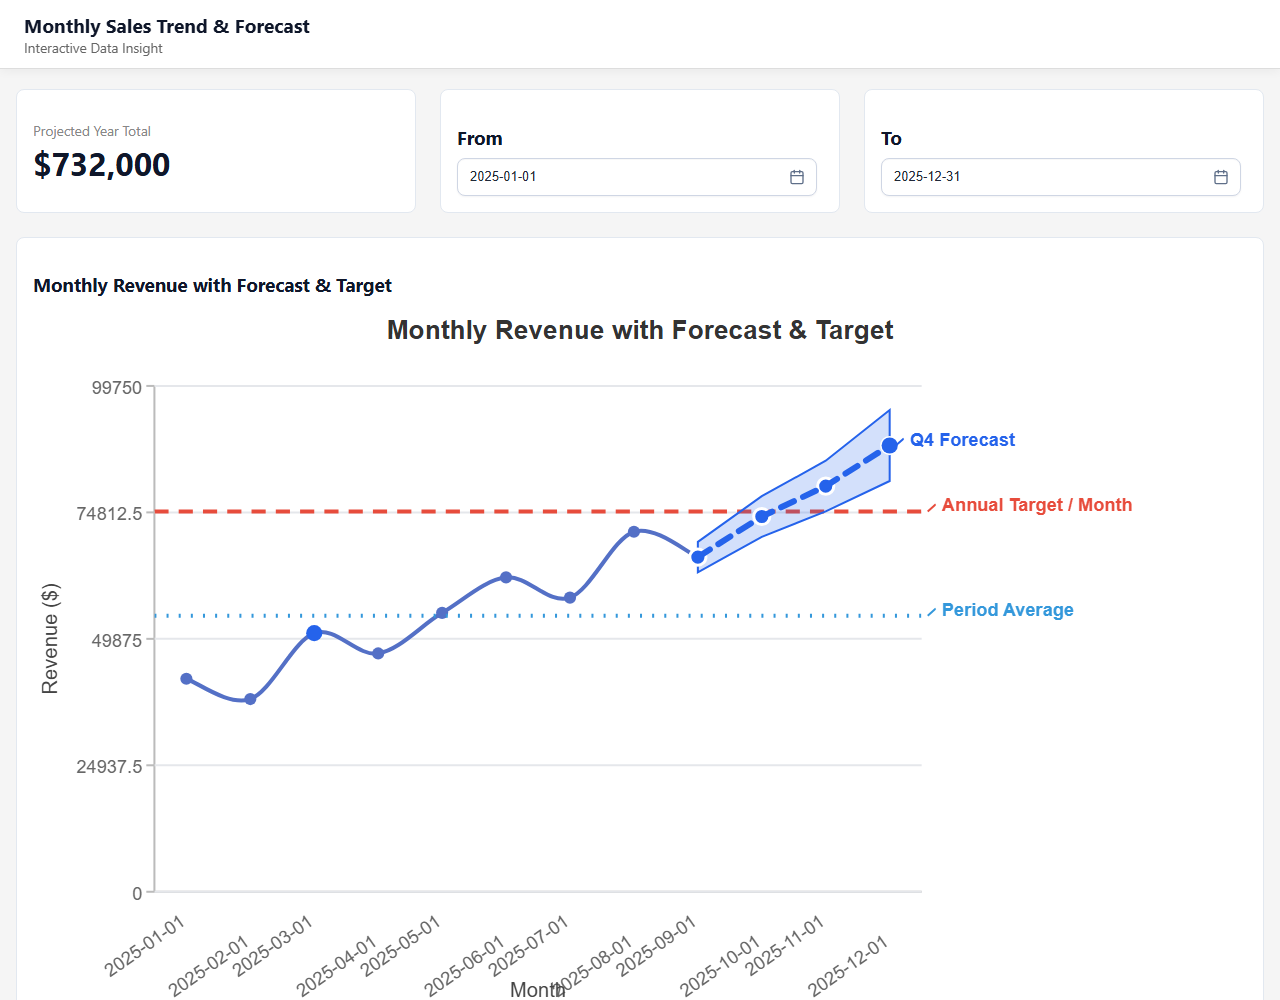 Monthly Sales Trend & Forecast
Interactive Data Insight
Projected Year Total
$732,000
From
2025-01-01
To
2025-12-31
Monthly Revenue with Forecast & Target
Monthly Revenue with Forecast & Target
99750
74812.5
49875
24937.5
0
Revenue ($)
Q4 Forecast
Annual Target / Month
Period Average
2025-01-01
2025-02-01
2025-03-01
2025-04-01
2025-05-01
2025-06-01
2025-07-01
2025-08-01
2025-09-01
2025-10-01
2025-11-01
2025-12-01
Month